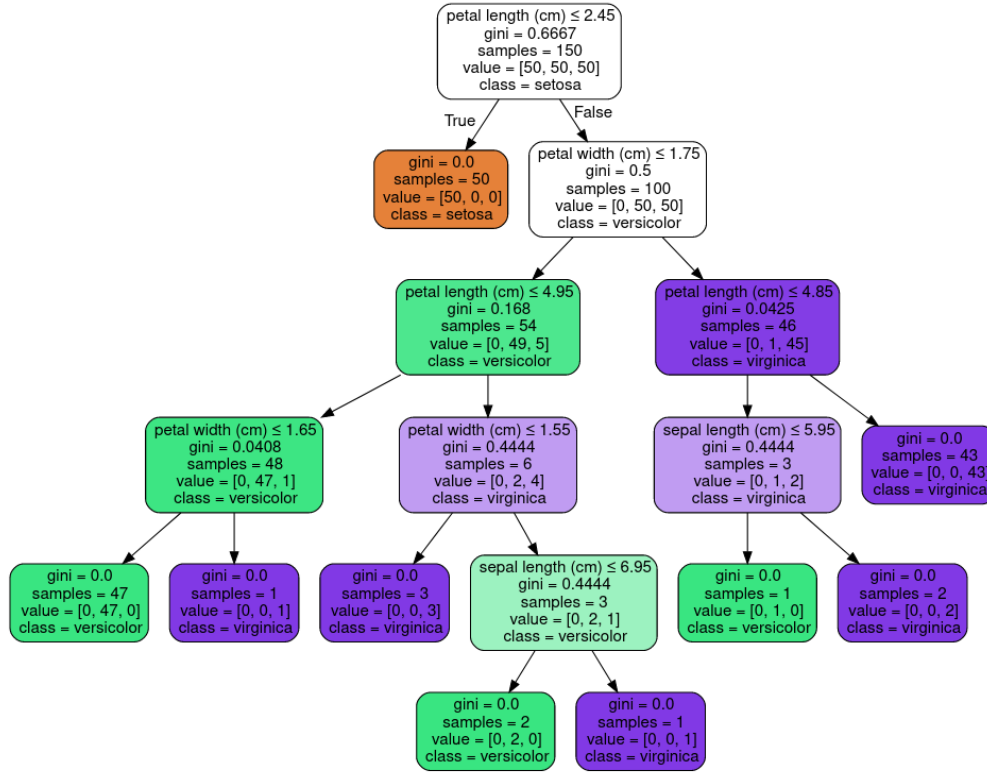 petal length (cm) ≤ 2.45
gini = 0.6667
samples = 150
value = [50, 50, 50]
class = setosa
True
False
gini = 0.0
samples = 50
value = [50, 0, 0]
class = setosa
petal width (cm) ≤ 1.75
gini = 0.5
samples = 100
value = [0, 50, 50]
class = versicolor
petal length (cm) ≤ 4.95
gini = 0.168
samples = 54
value = [0, 49, 5]
class = versicolor
petal length (cm) ≤ 4.85
gini = 0.0425
samples = 46
value = [0, 1, 45]
class = virginica
petal width (cm) ≤ 1.65
gini = 0.0408
samples = 48
value = [0, 47, 1]
class = versicolor
petal width (cm) ≤ 1.55
gini = 0.4444
samples = 6
value = [0, 2, 4]
class = virginica
sepal length (cm) ≤ 5.95
gini = 0.4444
samples = 3
value = [0, 1, 2]
class = virginica
gini = 0.0
samples = 43
value = [0, 0, 43]
class = virginica
gini = 0.0
samples = 47
value = [0, 47, 0]
class = versicolor
gini = 0.0
samples = 1
value = [0, 0, 1]
class = virginica
gini = 0.0
samples = 3
value = [0, 0, 3]
class = virginica
sepal length (cm) ≤ 6.95
gini = 0.4444
samples = 3
value = [0, 2, 1]
class = versicolor
gini = 0.0
samples = 1
value = [0, 1, 0]
class = versicolor
gini = 0.0
samples = 2
value = [0, 0, 2]
class = virginica
gini = 0.0
samples = 2
value = [0, 2, 0]
class = versicolor
gini = 0.0
samples = 1
value = [0, 0, 1]
class = virginica